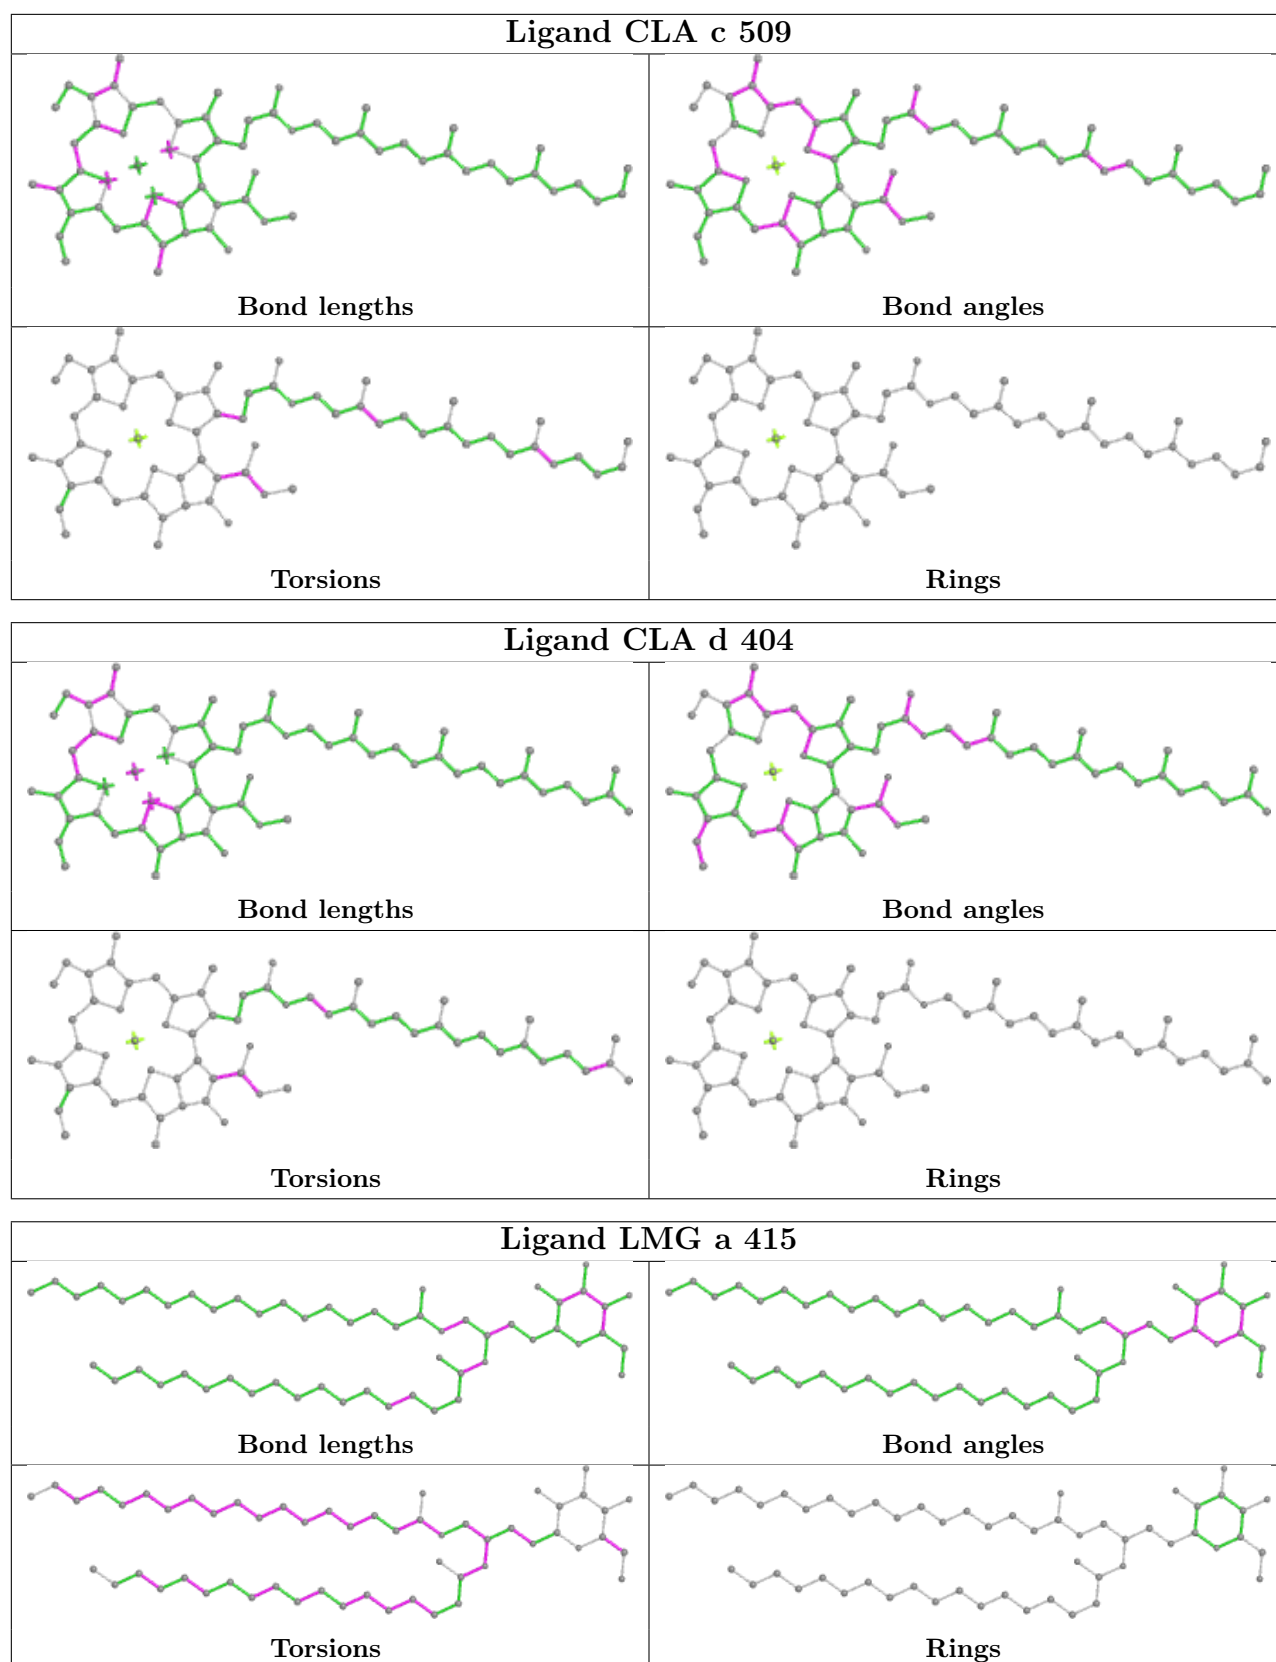 Ligand CLA c 509
Bond lengths
Bond angles
Torsions
Rings
Ligand CLA d 404
Bond lengths
Bond angles
Torsions
Rings
Ligand LMG a 415
Bond lengths
Bond angles
Torsions
Rings